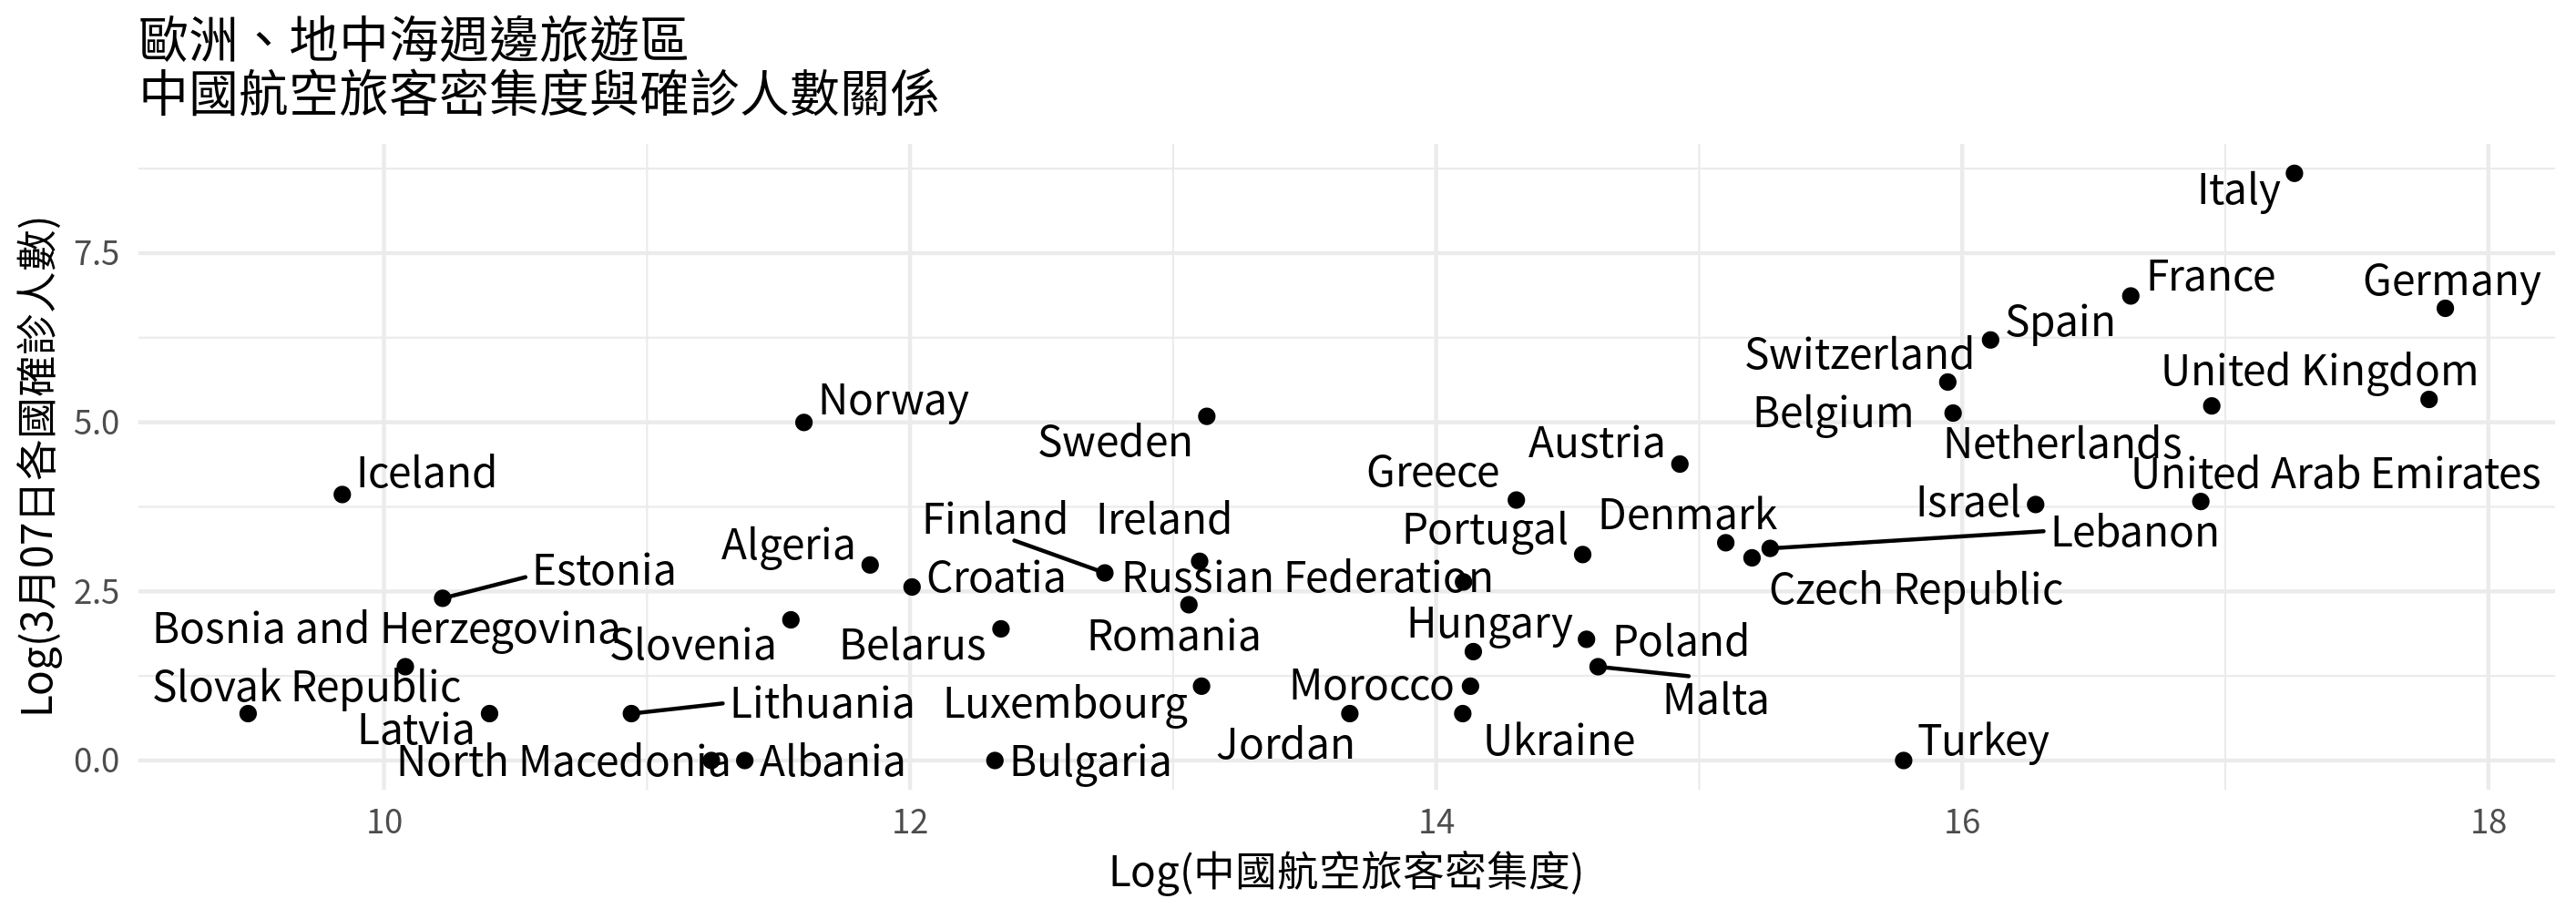 歐洲、地中海週邊旅遊區
中國航空旅客密集度與確診人數關係
Log(3月07日各國確診人數)
7.5
5.0
2.5
0.0
Italy
France
Germany
Spain
Switzerland
United Kingdom
Norway
Belgium
Sweden
Austria
Netherlands
Iceland
Greece
United Arab Emirates
Israel
Finland
Ireland
Denmark
Portugal
Lebanon
Algeria
Estonia
Croatia
Russian Federation
Czech Republic
Bosnia and Herzegovina
Hungary
Slovenia
Belarus
Romania
Poland
Slovak Republic
Morocco
Malta
Lithuania
Luxembourg
Latvia
Jordan
Ukraine
Turkey
North Macedonia
Albania
Bulgaria
10
12
14
16
18
Log(中國航空旅客密集度)